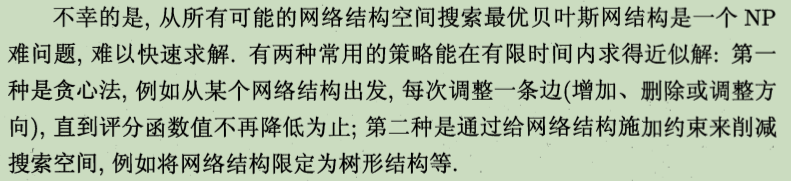 不幸的是, 从所有可能的网络结构空间搜索最优贝叶斯网结构是一个 NP
难问题, 难以快速求解. 有两种常用的策略能在有限时间内求得近似解: 第一
种是贪心法, 例如从某个网络结构出发, 每次调整一条边(增加、删除或调整方
向), 直到评分函数值不再降低为止; 第二种是通过给网络结构施加约束来削减
搜索空间, 例如将网络结构限定为树形结构等.